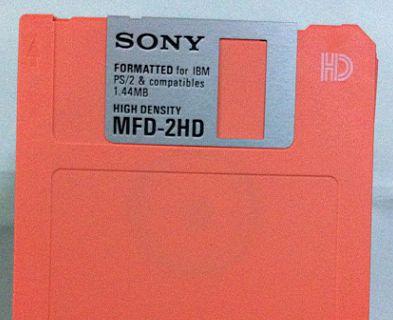 SONY
HD
FORMATTED for IBM
PS/2 & compatibles
1.44MB
HIGH DENSITY
MFD-2HD